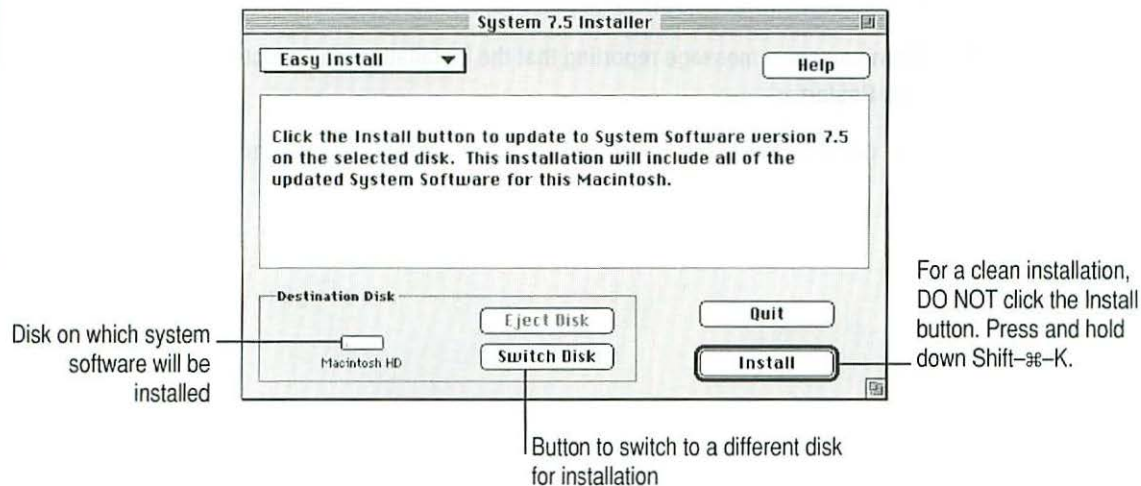 System 7.5 Installer
Easy Install
Help
message reporting that the
Click the Install button to update to System Software version 7.5
on the selected disk. This installation will include all of the
updated System Software for this Macintosh.
Destination Disk
Eject Disk
Quit
Macintosh HD
Switch Disk
Install
Disk on which system
software will be
installed
For a clean installation,
DO NOT click the Install
button. Press and hold
down Shift–⌘–K.
Button to switch to a different disk
for installation